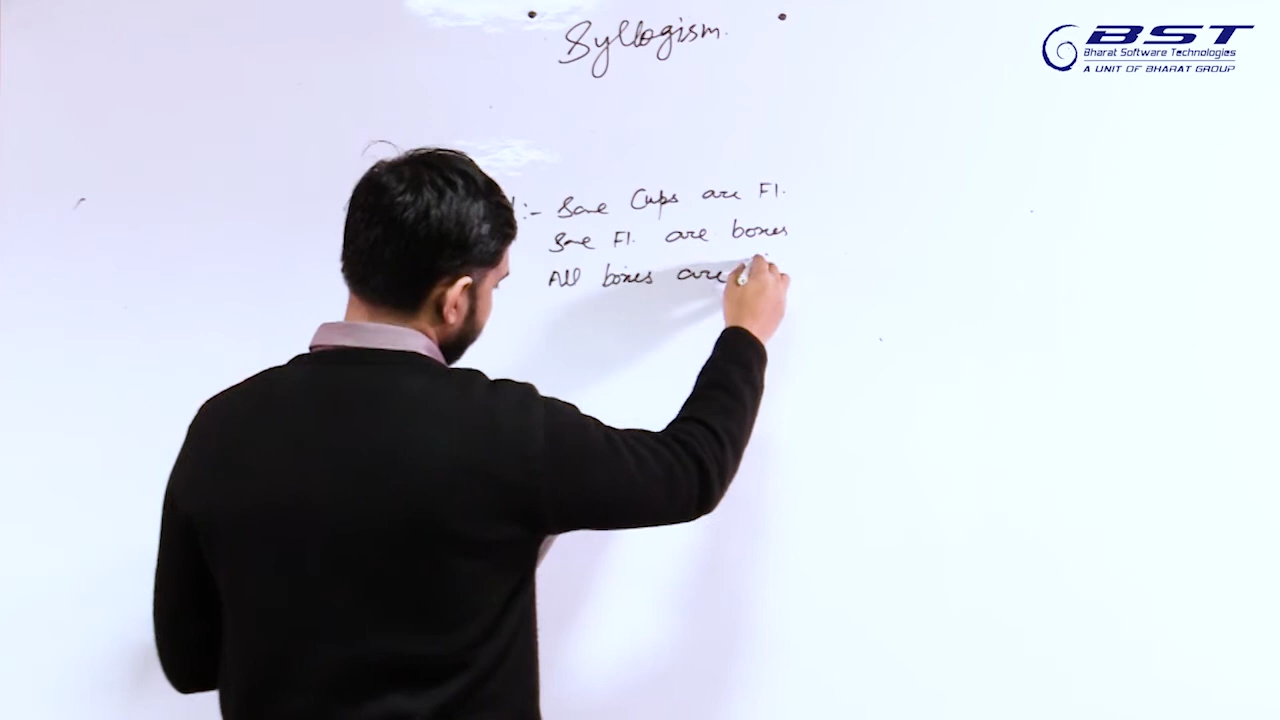 Syllogism.
BST
Bharat Software Technologies
A UNIT OF BHARAT GROUP
:- Some Cups are Fl.
Some Fl. are boxes
All boxes are